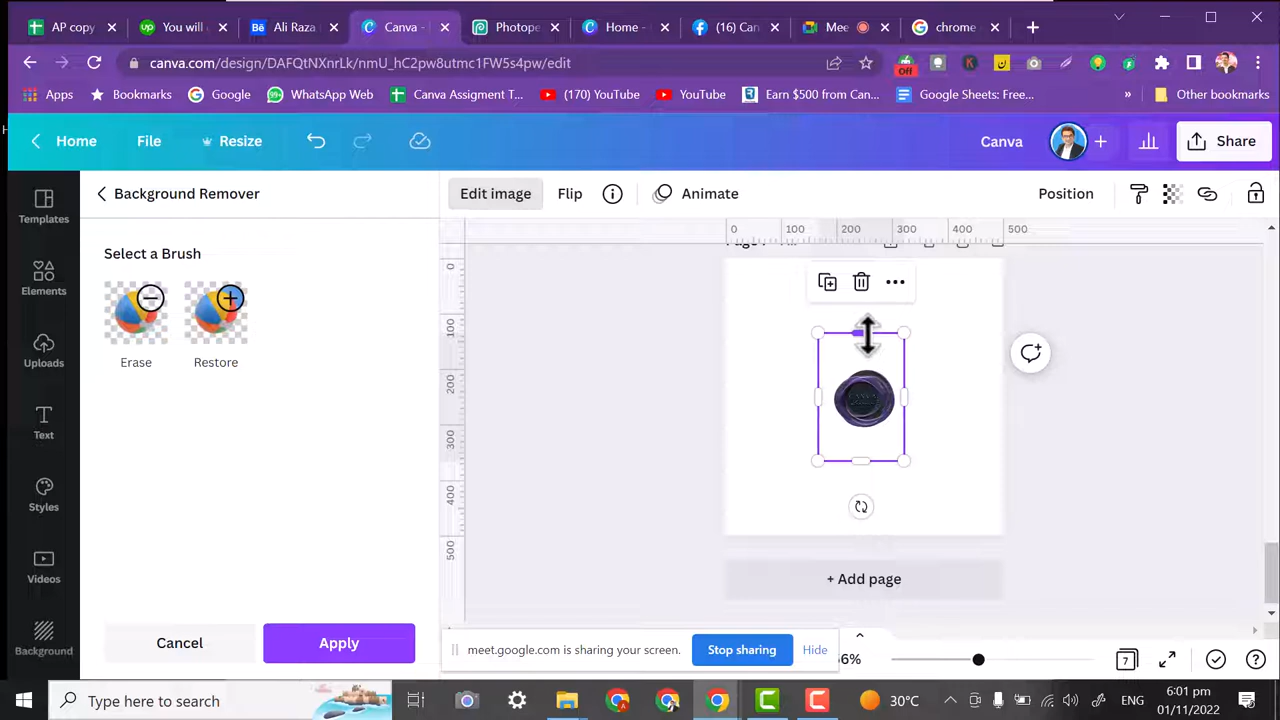 AP copy
You will
Ali Raza
Canva -
Photope
Home -
(16) Can
Mee
chrome
canva.com/design/DAFQtNXnrLk/nmU_hC2pw8utmc1FW5s4pw/edit
Off
Apps
Bookmarks
Google
WhatsApp Web
Canva Assigment T...
(170) YouTube
YouTube
Earn $500 from Can...
Google Sheets: Free...
»
Other bookmarks
Home
File
Resize
Canva
Share
Background Remover
Edit image
Flip
Animate
Position
Templates
Elements
Uploads
Text
Styles
Videos
Background
Select a Brush
Erase
Restore
0 100 200 300 400 500
0
100
200
300
400
500
+ Add page
Cancel
Apply
meet.google.com is sharing your screen.
Stop sharing
Hide
6%
7
Type here to search
30°C
ENG
6:01 pm
01/11/2022